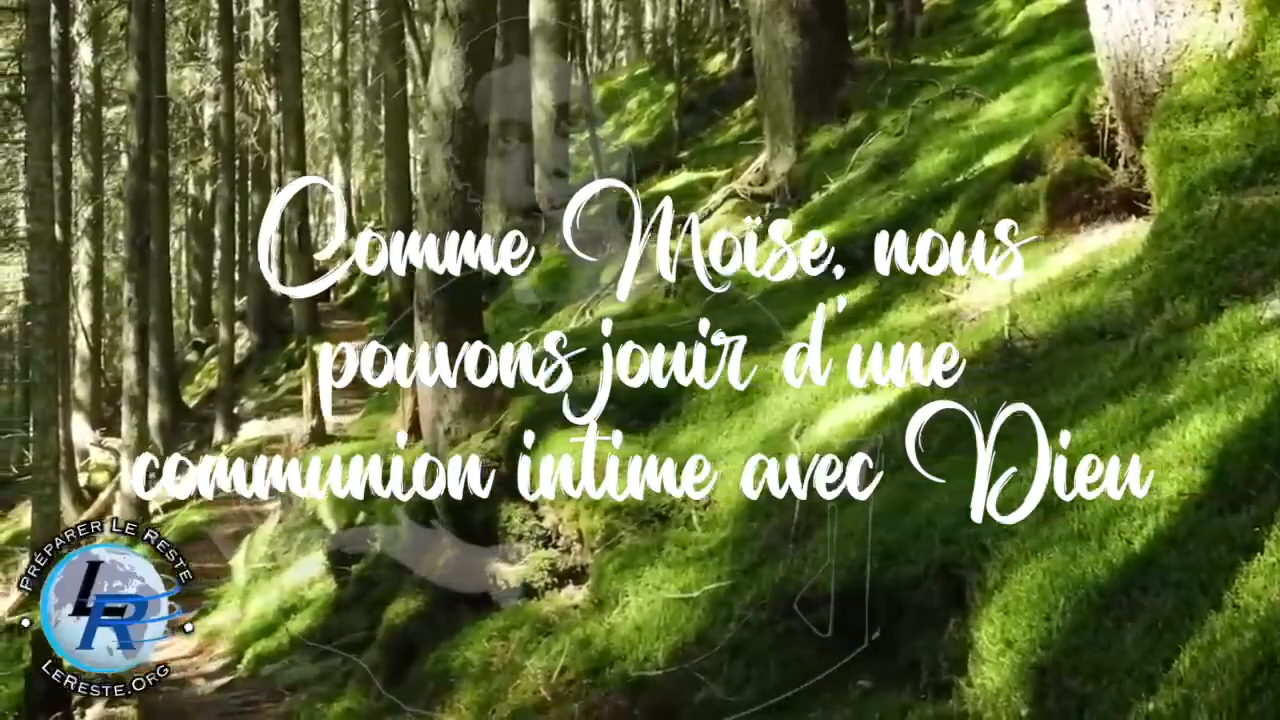 Comme Moïse, nous
pouvons jouir d'une
communion intime avec Dieu
PRÉPARER LE RESTE
LR
LERESTE.ORG